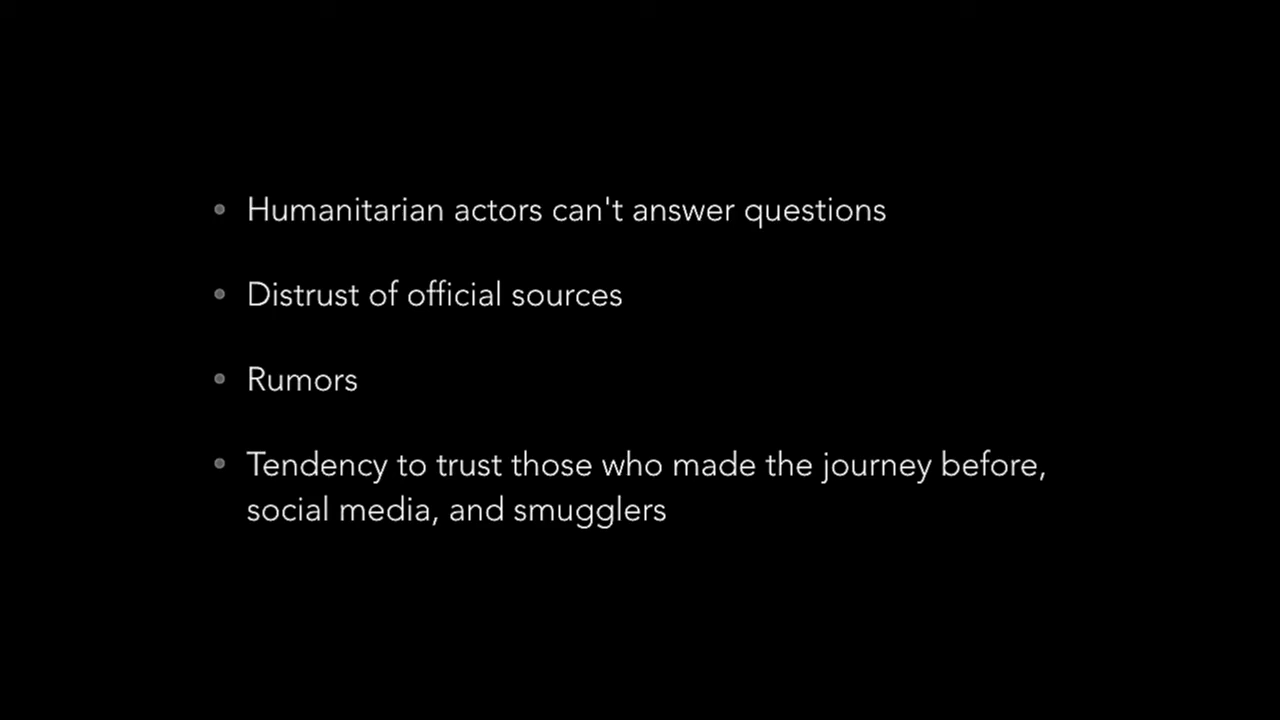 • Humanitarian actors can't answer questions
• Distrust of official sources
• Rumors
• Tendency to trust those who made the journey before,
social media, and smugglers